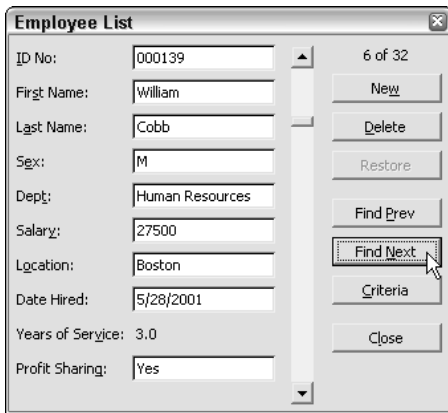 Employee List
ID No: 000139
First Name: William
Last Name: Cobb
Sex: M
Dept: Human Resources
Salary: 27500
Location: Boston
Date Hired: 5/28/2001
Years of Service: 3.0
Profit Sharing: Yes
6 of 32
New
Delete
Restore
Find Prev
Find Next
Criteria
Close